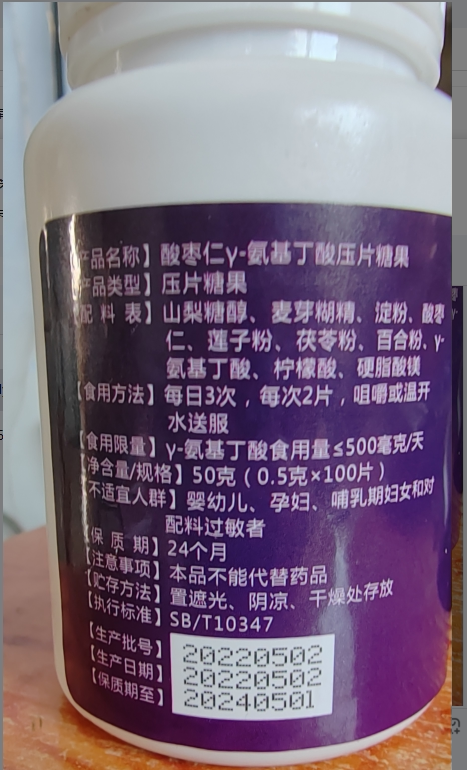 【产品名称】酸枣仁γ-氨基丁酸压片糖果
【产品类型】压片糖果
【配 料 表】山梨糖醇、麦芽糊精、淀粉、酸枣
仁、莲子粉、茯苓粉、百合粉、γ-
氨基丁酸、柠檬酸、硬脂酸镁
【食用方法】每日3次，每次2片，咀嚼或温开
水送服
【食用限量】γ-氨基丁酸食用量≤500毫克/天
【净含量/规格】50克（0.5克×100片）
【不适宜人群】婴幼儿、孕妇、哺乳期妇女和对
配料过敏者
【保 质 期】24个月
【注意事项】本品不能代替药品
【贮存方法】置遮光、阴凉、干燥处存放
【执行标准】SB/T10347
【生产批号】20220502
【生产日期】20220502
【保质期至】20240501